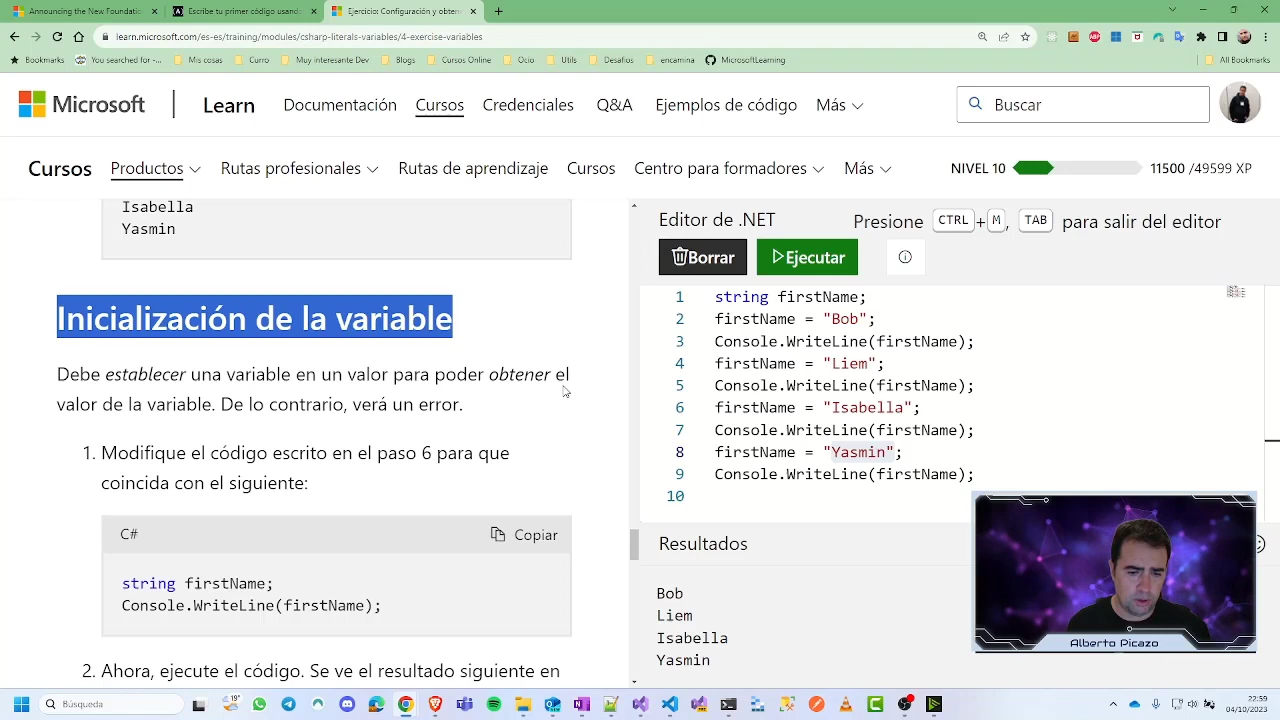 Announcing the New Foundatio
Escribe tu primer código usando
Ejercicio: Configuración y obten
learn.microsoft.com/es-es/training/modules/csharp-literals-variables/4-exercise-variables
Bookmarks
You searched for -...
Mis cosas
Curro
Muy interesante Dev
Blogs
Cursos Online
Ocio
Utils
Desafios
encamina
MicrosoftLearning
All Bookmarks
Microsoft
Learn
Documentación
Cursos
Credenciales
Q&A
Ejemplos de código
Más
Buscar
Cursos
Productos
Rutas profesionales
Rutas de aprendizaje
Cursos
Centro para formadores
Más
NIVEL 10
11500 /49599 XP
Isabella
Yasmin
Inicialización de la variable
Debe establecer una variable en un valor para poder obtener el
valor de la variable. De lo contrario, verá un error.
1. Modifique el código escrito en el paso 6 para que
coincida con el siguiente:
C#
Copiar
string firstName;
Console.WriteLine(firstName);
2. Ahora, ejecute el código. Se ve el resultado siguiente en
Editor de .NET
Presione CTRL + M, TAB para salir del editor
Borrar
Ejecutar
1 string firstName;
2 firstName = "Bob";
3 Console.WriteLine(firstName);
4 firstName = "Liem";
5 Console.WriteLine(firstName);
6 firstName = "Isabella";
7 Console.WriteLine(firstName);
8 firstName = "Yasmin";
9 Console.WriteLine(firstName);
10
Resultados
Bob
Liem
Isabella
Yasmin
Alberto Picazo
Búsqueda
19°
22:59
04/10/2023